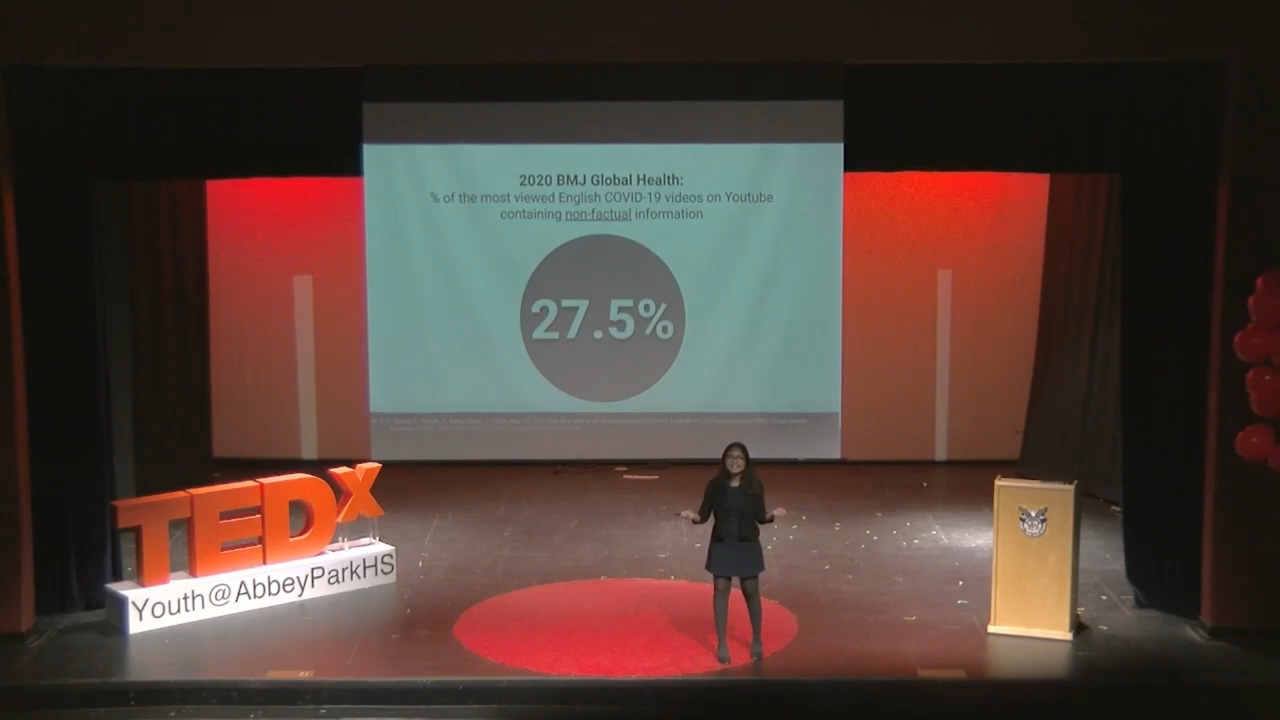 2020 BMJ Global Health:
% of the most viewed English COVID-19 videos on Youtube
containing non-factual information
27.5%
TEDx
Youth@AbbeyParkHS